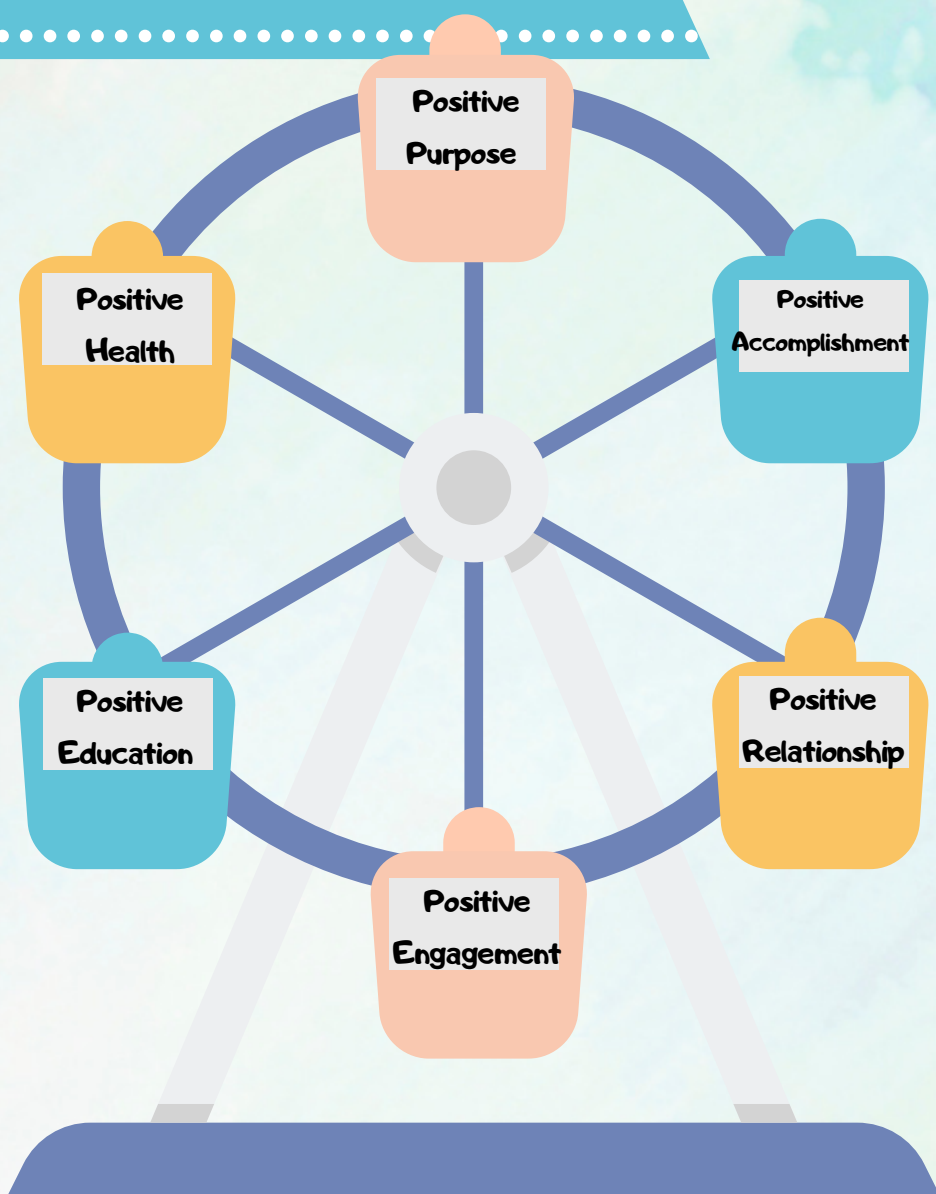 Positive
Purpose
Positive
Health
Positive
Accomplishment
Positive
Education
Positive
Relationship
Positive
Engagement